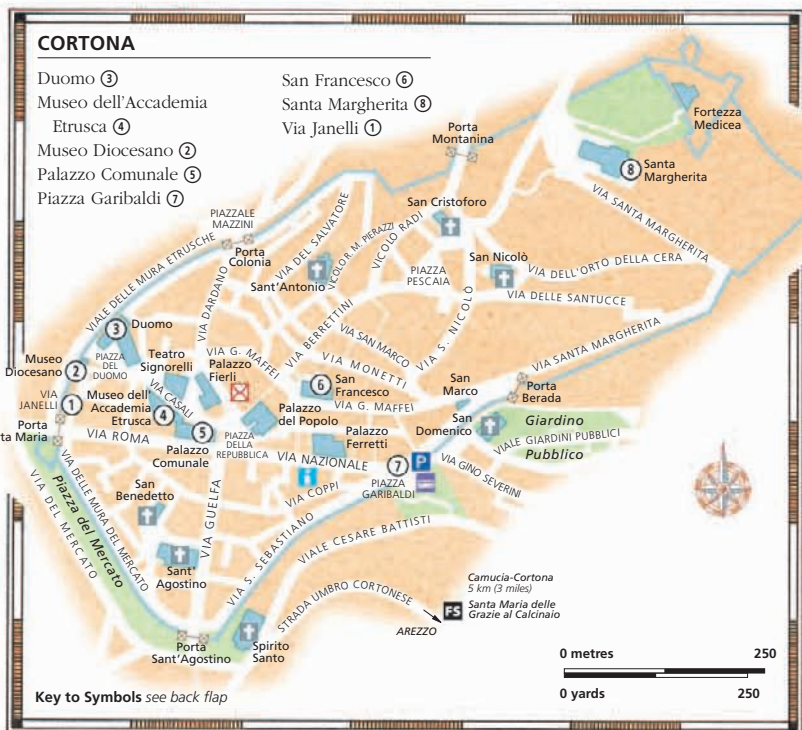 CORTONA
Duomo ③
Museo dell'Accademia
Etrusca ④
Museo Diocesano ②
Palazzo Comunale ⑤
Piazza Garibaldi ⑦
San Francesco ⑥
Santa Margherita ⑧
Via Janelli ①
Fortezza
Medicea
Porta
Montanina
⑧ Santa
Margherita
VIA SANTA MARGHERITA
San Cristoforo
PIAZZALE
MAZZINI
Porta
Colonia
VIALE DELLE MURA ETRUSCHE
VIA DEL SALVATORE
VICOLO RADI
R. M. PIERAZZI
Sant'Antonio
PIAZZA
PESCAIA
San Nicolò
VIA DELL'ORTO DELLA CERA
VIA DELLE SANTUCCE
VIA DARDANO
VIA BERRETTINI
VIA SAN MARCO
VIA S. NICOLÒ
VIA SANTA MARGHERITA
③ Duomo
Museo
Diocesano ②
PIAZZA
DEL
DUOMO
Teatro
Signorelli
VIA G. MAFFEI
Palazzo
Fierli
VIA MONETTI
⑥ San
Francesco
VIA G. MAFFEI
San
Marco
Porta
Berada
VIA
JANELLI ①
Museo dell'
Accademia
Etrusca ④
VIA CASALI
Palazzo
del Popolo
San
Domenico
Giardino
Pubblico
VIALE GIARDINI PUBBLICI
ta Maria
Porta
VIA ROMA
⑤
Palazzo
Comunale
PIAZZA
DELLA
REPUBBLICA
Palazzo
Ferretti
VIA NAZIONALE
⑦ P
PIAZZA
GARIBALDI
VIA GINO SEVERINI
i
VIA COPPI
San
Benedetto
VIA GUELFA
VIA DELLE MURA DEL MERCATO
Piazza del Mercato
VIA DEL MERCATO
Sant'
Agostino
VIA S. SEBASTIANO
VIALE CESARE BATTISTI
STRADA UMBRO CORTONESE
AREZZO
Camucia-Cortona
5 km (3 miles)
FS Santa Maria delle
Grazie al Calcinaio
Porta
Sant'Agostino
Spirito
Santo
0 metres 250
0 yards 250
Key to Symbols see back flap